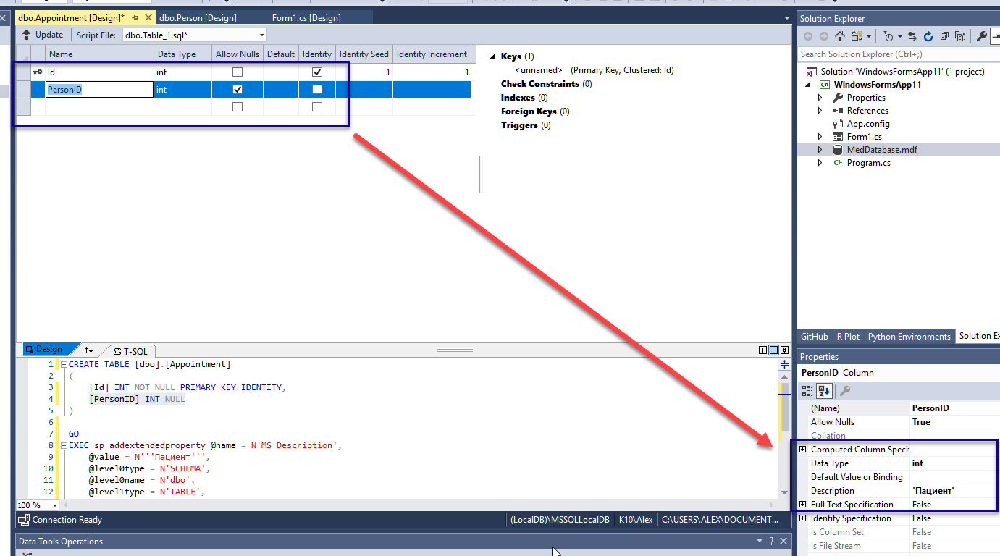 dbo.Appointment [Design]*
dbo.Person [Design]
Form1.cs [Design]
Update
Script File:
dbo.Table_1.sql*
Name Data Type Allow Nulls Default Identity Identity Seed Identity Increment
Id int 1 1
PersonID int
Keys (1)
<unnamed> (Primary Key, Clustered: Id)
Check Constraints (0)
Indexes (0)
Foreign Keys (0)
Triggers (0)
Design
T-SQL
1 CREATE TABLE [dbo].[Appointment]
2 (
3 [Id] INT NOT NULL PRIMARY KEY IDENTITY,
4 [PersonID] INT NULL
5 )
6
7 GO
8 EXEC sp_addextendedproperty @name = N'MS_Description',
9 @value = N'''Пациент''',
10 @level0type = N'SCHEMA',
11 @level0name = N'dbo',
12 @level1type = N'TABLE',
100 %
Connection Ready
(LocalDB)\MSSQLLocalDB
K10\Alex
C:\USERS\ALEX\DOCUMENT...
Data Tools Operations
Solution Explorer
Search Solution Explorer (Ctrl+;)
Solution 'WindowsFormsApp11' (1 project)
C# WindowsFormsApp11
Properties
References
App.config
Form1.cs
MedDatabase.mdf
C# Program.cs
GitHub
R Plot
Python Environments
Solution Ex
Properties
PersonID Column
(Name) PersonID
Allow Nulls True
Collation
Computed Column Specif
Data Type int
Default Value or Binding
Description 'Пациент'
Full Text Specification False
Identity Specification False
Is Column Set False
Is File Stream False